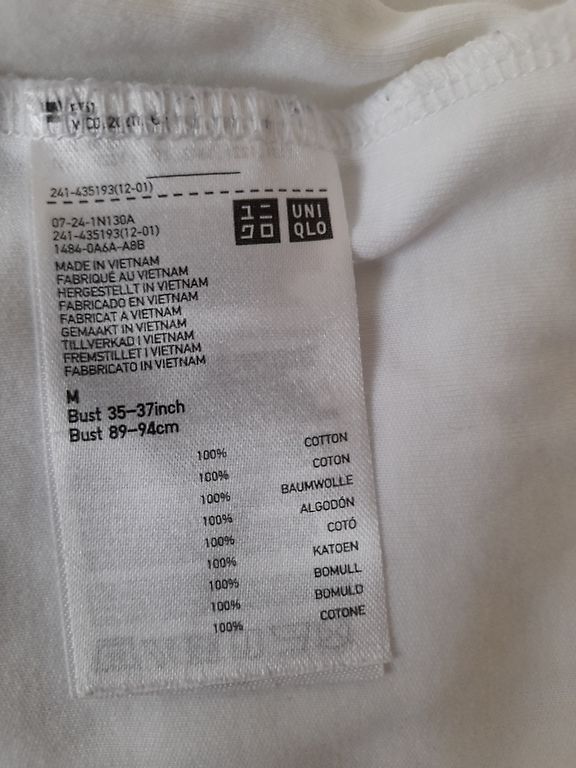 241-435193(12-01)
07-24-1N130A
241-435193(12-01)
1484-0A6A-A8B
ユニ
クロ
UNI
QLO
MADE IN VIETNAM
FABRIQUÉ AU VIETNAM
HERGESTELLT IN VIETNAM
FABRICADO EN VIETNAM
FABRICAT A VIETNAM
GEMAAKT IN VIETNAM
TILLVERKAD I VIETNAM
FREMSTILLET I VIETNAM
FABBRICATO IN VIETNAM
M
Bust 35–37inch
Bust 89–94cm
100% COTTON
100% COTON
100% BAUMWOLLE
100% ALGODÓN
100% COTÓ
100% KATOEN
100% BOMULL
100% BOMULD
100% COTONE